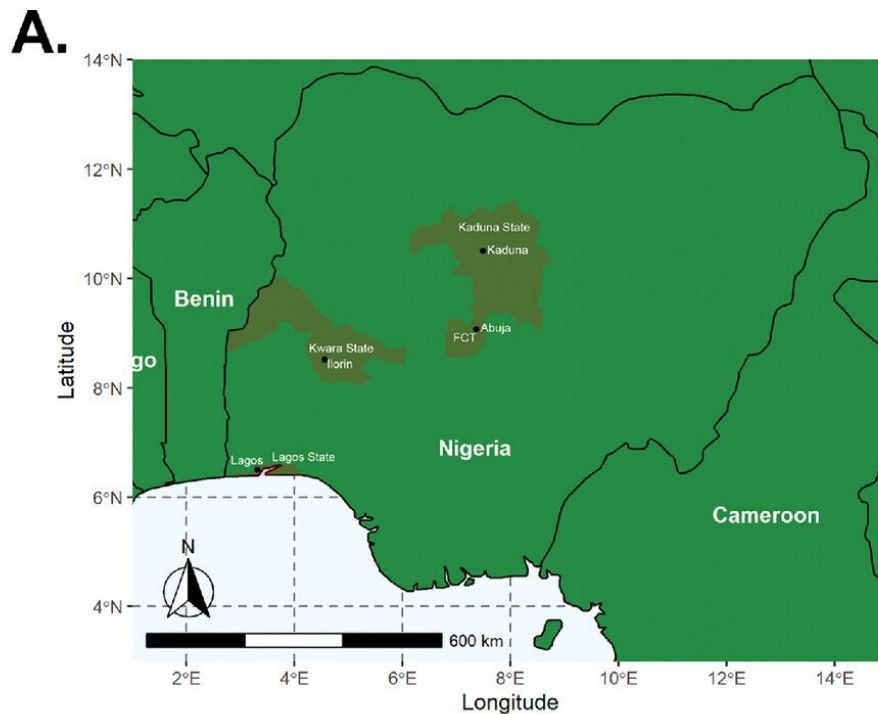 A.
14°N
12°N
10°N
8°N
6°N
4°N
Latitude
Kaduna State
Kaduna
Benin
Abuja
FCT
Kwara State
Ilorin
go
Nigeria
Lagos
Lagos State
Cameroon
N
600 km
2°E
4°E
6°E
8°E
10°E
12°E
14°E
Longitude